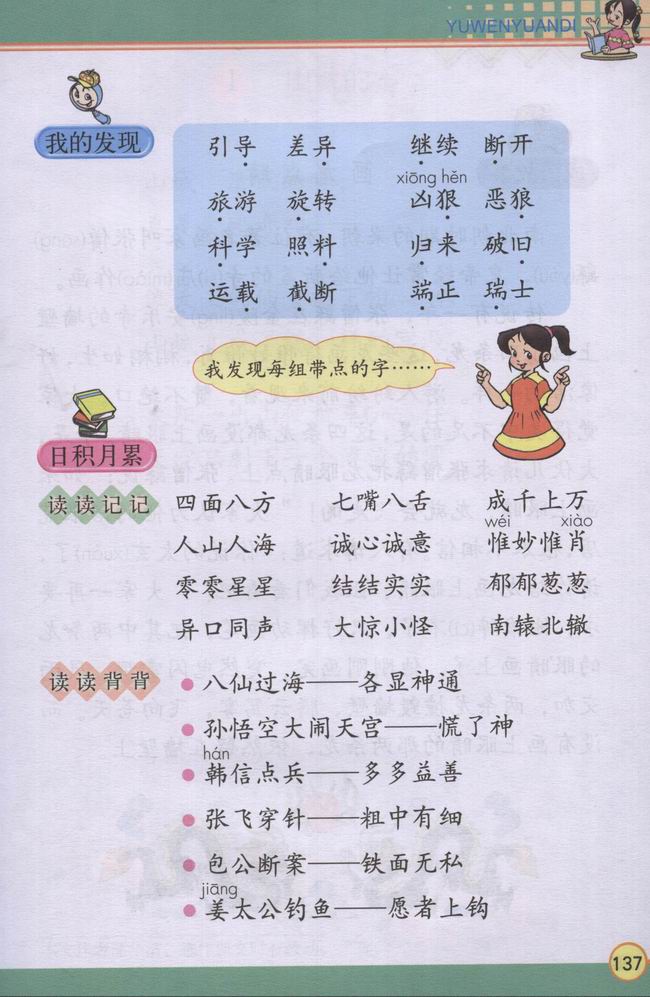 YUWENYUANDI
我的发现
引导 差异 继续 断开
xiōng hěn
旅游 旋转 凶狠 恶狼
科学 照料 归来 破旧
运载 截断 端正 瑞士
我发现每组带点的字……
日积月累
读读记记
四面八方 七嘴八舌 成千上万
wéi xiào
人山人海 诚心诚意 惟妙惟肖
零零星星 结结实实 郁郁葱葱
异口同声 大惊小怪 南辕北辙
读读背背
● 八仙过海——各显神通
● 孙悟空大闹天宫——慌了神
hán
● 韩信点兵——多多益善
● 张飞穿针——粗中有细
● 包公断案——铁面无私
jiāng
● 姜太公钓鱼——愿者上钩
137